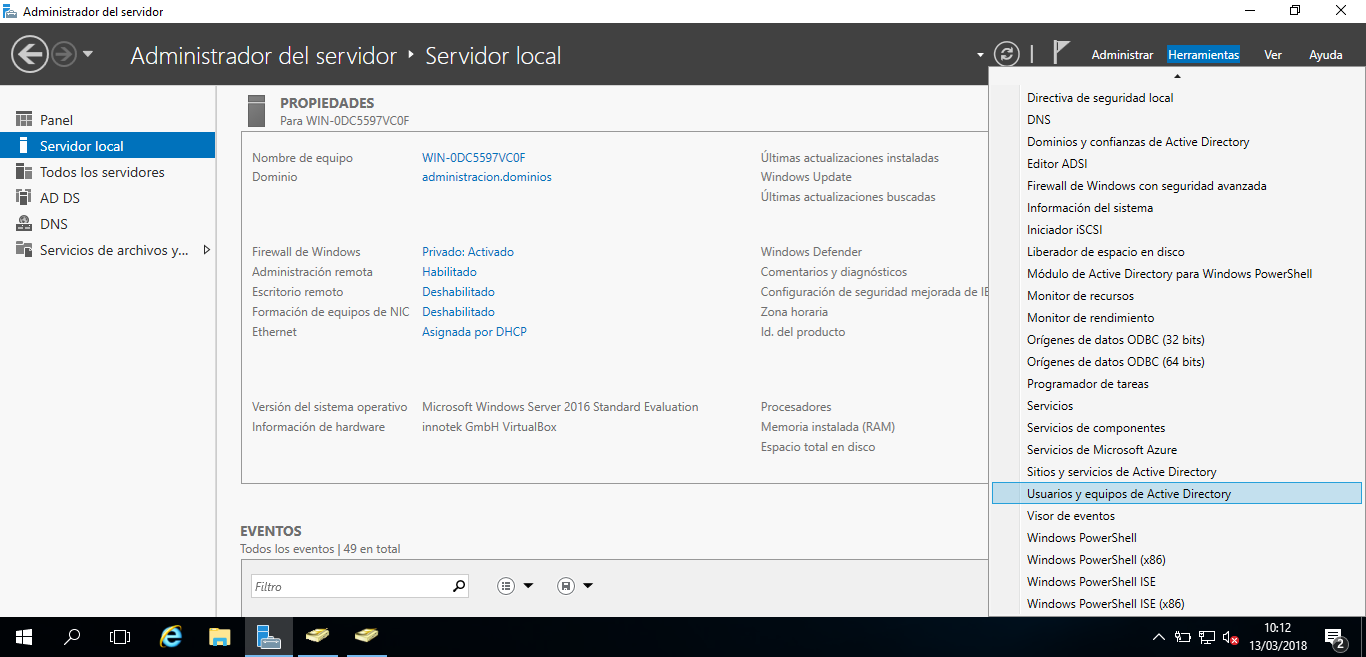 Administrador del servidor
Administrador del servidor ‣ Servidor local
Administrar Herramientas Ver Ayuda
Panel
Servidor local
Todos los servidores
AD DS
DNS
Servicios de archivos y...
PROPIEDADES
Para WIN-0DC5597VC0F
Nombre de equipo WIN-0DC5597VC0F
Dominio administracion.dominios
Firewall de Windows Privado: Activado
Administración remota Habilitado
Escritorio remoto Deshabilitado
Formación de equipos de NIC Deshabilitado
Ethernet Asignada por DHCP
Versión del sistema operativo Microsoft Windows Server 2016 Standard Evaluation
Información de hardware innotek GmbH VirtualBox
Últimas actualizaciones instaladas
Windows Update
Últimas actualizaciones buscadas
Windows Defender
Comentarios y diagnósticos
Configuración de seguridad mejorada de IE
Zona horaria
Id. del producto
Procesadores
Memoria instalada (RAM)
Espacio total en disco
EVENTOS
Todos los eventos | 49 en total
Filtro
Directiva de seguridad local
DNS
Dominios y confianzas de Active Directory
Editor ADSI
Firewall de Windows con seguridad avanzada
Información del sistema
Iniciador iSCSI
Liberador de espacio en disco
Módulo de Active Directory para Windows PowerShell
Monitor de recursos
Monitor de rendimiento
Orígenes de datos ODBC (32 bits)
Orígenes de datos ODBC (64 bits)
Programador de tareas
Servicios
Servicios de componentes
Servicios de Microsoft Azure
Sitios y servicios de Active Directory
Usuarios y equipos de Active Directory
Visor de eventos
Windows PowerShell
Windows PowerShell (x86)
Windows PowerShell ISE
Windows PowerShell ISE (x86)
10:12
13/03/2018
2